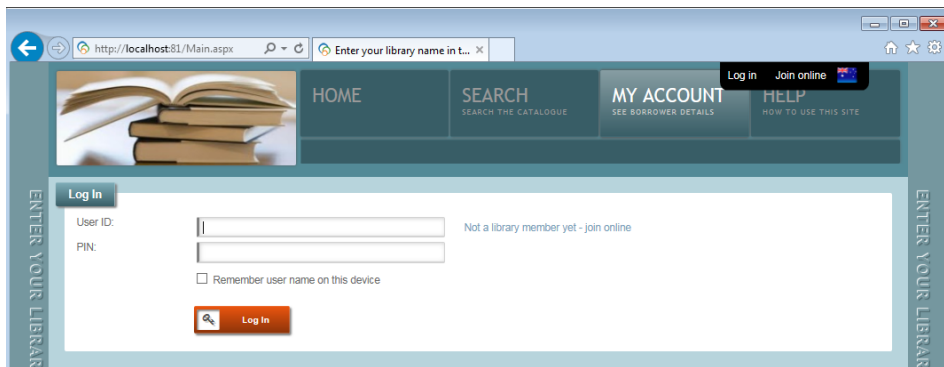 http://localhost:81/Main.aspx
Enter your library name in t...
Log in Join online
HOME SEARCH MY ACCOUNT HELP
SEARCH THE CATALOGUE SEE BORROWER DETAILS HOW TO USE THIS SITE
Log In
User ID:
Not a library member yet - join online
PIN:
Remember user name on this device
Log In
ENTER YOUR LIBRAR
ENTER YOUR LIBRAR